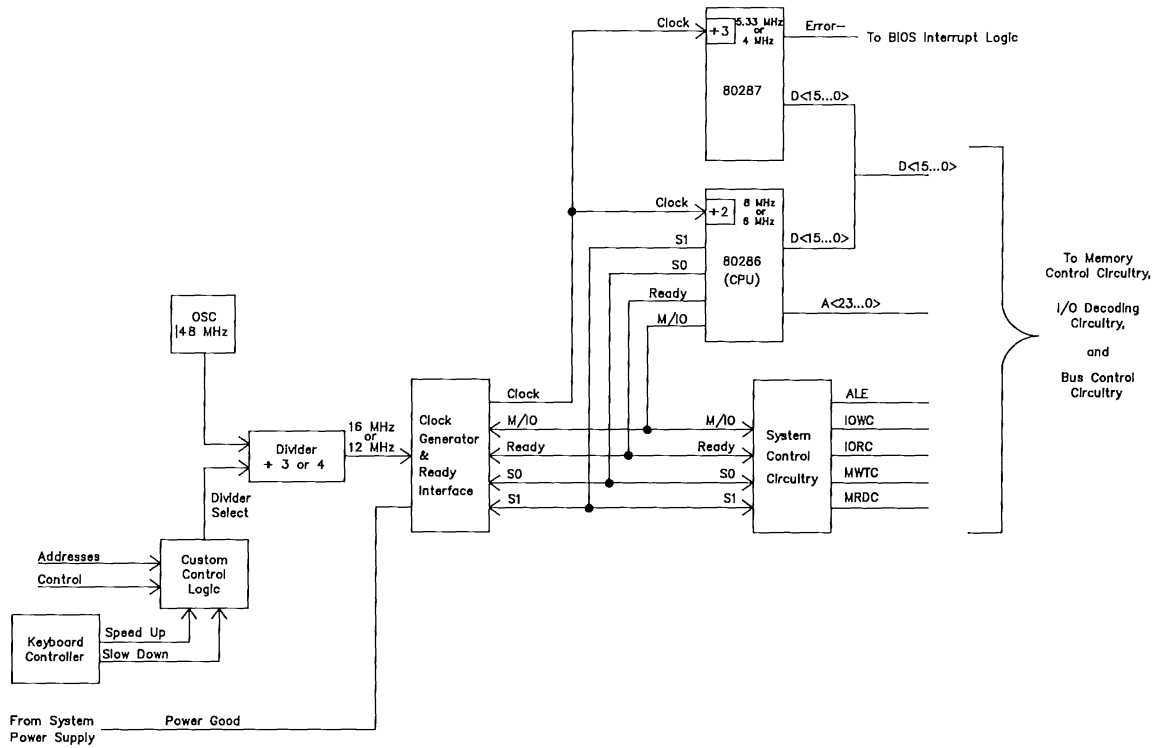 Clock
+3
5.33 MHz
or
4 MHz
Error-
To BIOS Interrupt Logic
80287
D<15...0>
D<15...0>
Clock
+2
8 MHz
or
6 MHz
S1
D<15...0>
S0
80286
(CPU)
Ready
M/IO
A<23...0>
To Memory
Control Circuitry,
I/O Decoding
Circuitry,
and
Bus Control
Circuitry
OSC
48 MHz
Clock
Generator
&
Ready
Interface
Clock
M/IO
Ready
S0
S1
M/IO
Ready
S0
S1
System
Control
Circuitry
ALE
IOWC
IORC
MWTC
MRDC
16 MHz
or
12 MHz
Divider
+ 3 or 4
Divider
Select
Addresses
Control
Custom
Control
Logic
Keyboard
Controller
Speed Up
Slow Down
From System
Power Supply
Power Good